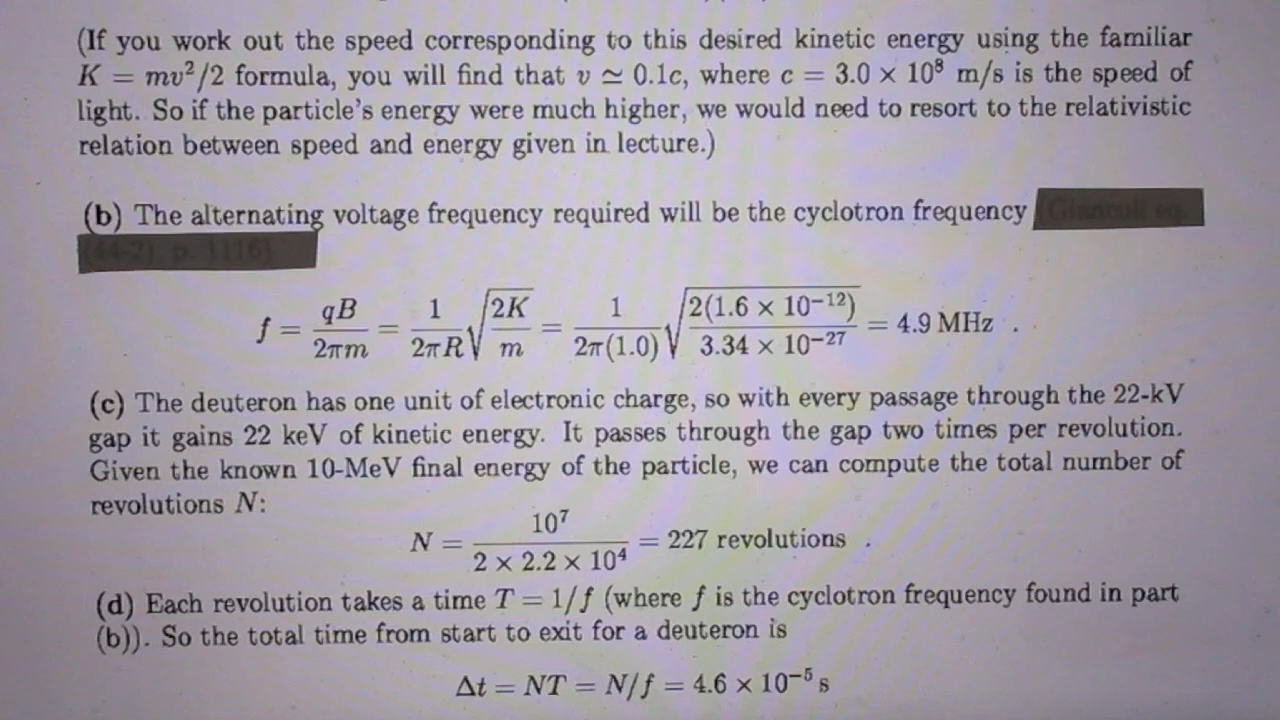 (If you work out the speed corresponding to this desired kinetic energy using the familiar
K = mv²/2 formula, you will find that v ≃ 0.1c, where c = 3.0 × 10⁸ m/s is the speed of
light. So if the particle's energy were much higher, we would need to resort to the relativistic
relation between speed and energy given in lecture.)
(b) The alternating voltage frequency required will be the cyclotron frequency (Giancoli eq.
(44-2), p. 1116)
f = qB/2πm = 1/2πR √(2K/m) = 1/2π(1.0) √(2(1.6 × 10⁻¹²)/3.34 × 10⁻²⁷) = 4.9 MHz .
(c) The deuteron has one unit of electronic charge, so with every passage through the 22-kV
gap it gains 22 keV of kinetic energy. It passes through the gap two times per revolution.
Given the known 10-MeV final energy of the particle, we can compute the total number of
revolutions N:
N = 10⁷/2 × 2.2 × 10⁴ = 227 revolutions .
(d) Each revolution takes a time T = 1/f (where f is the cyclotron frequency found in part
(b)). So the total time from start to exit for a deuteron is
Δt = NT = N/f = 4.6 × 10⁻⁵ s